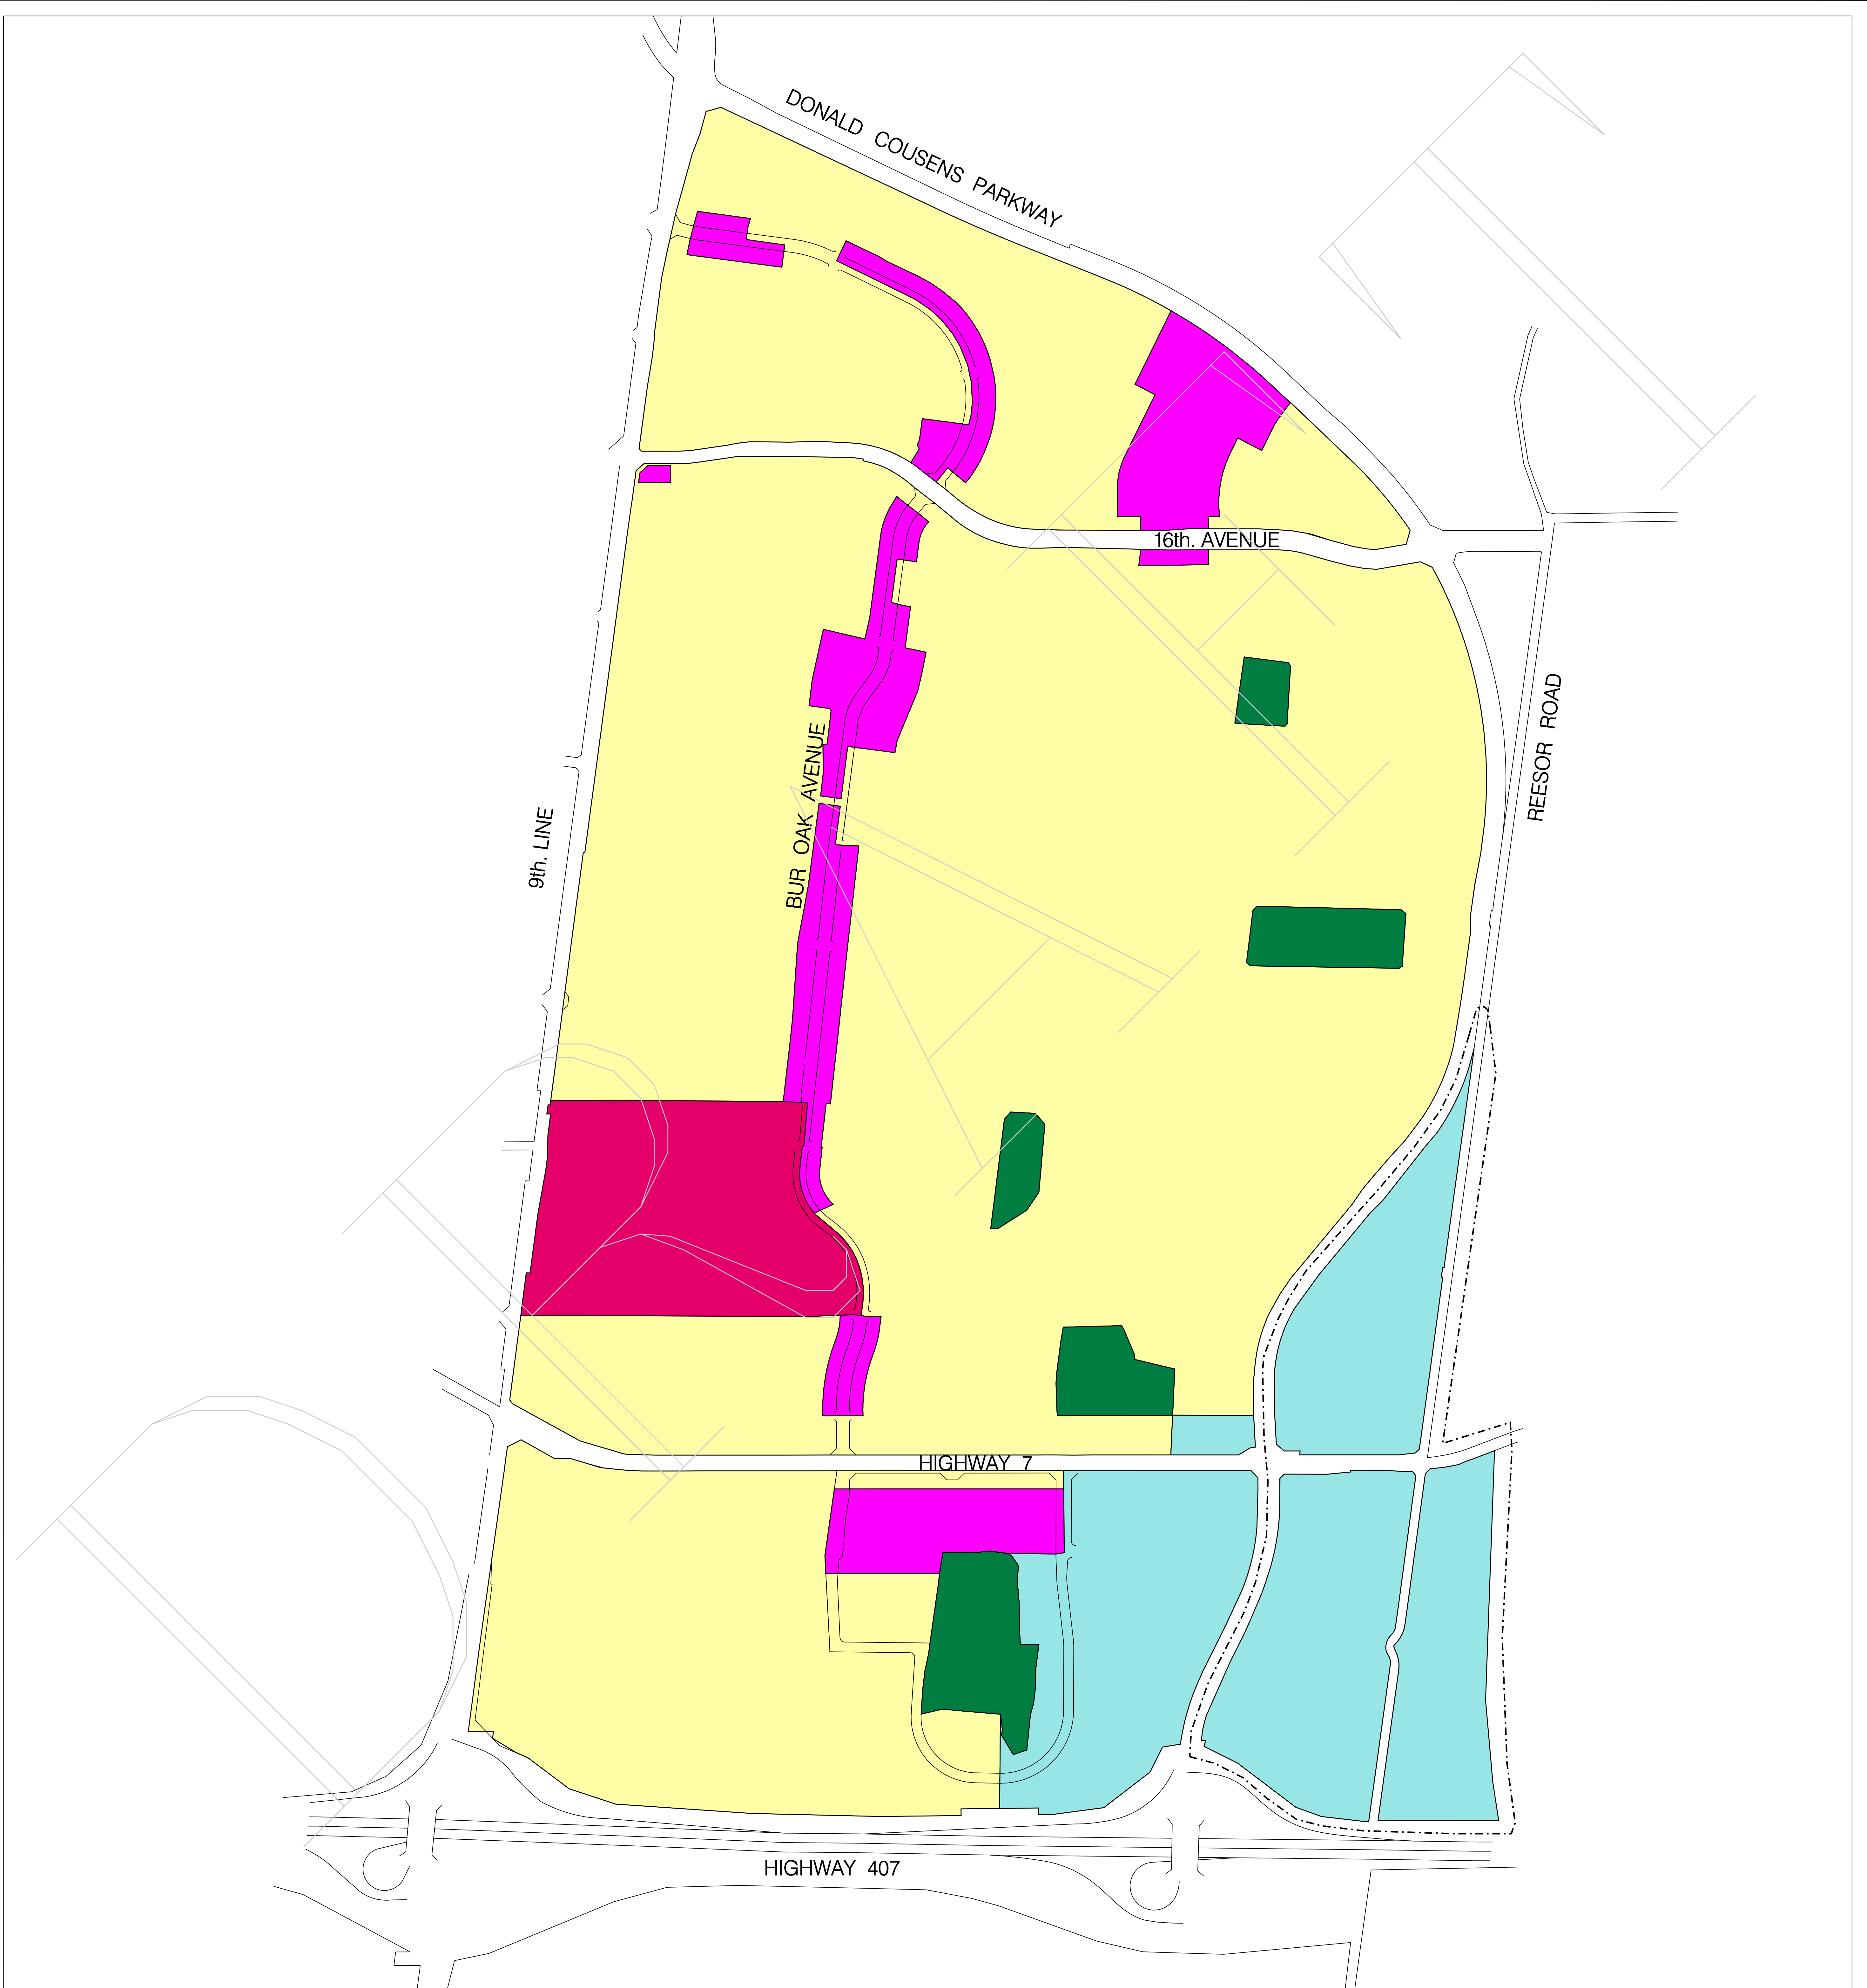 DONALD COUSENS PARKWAY
16th. AVENUE
REESOR ROAD
BUR OAK AVENUE
9th. LINE
HIGHWAY 7
HIGHWAY 407